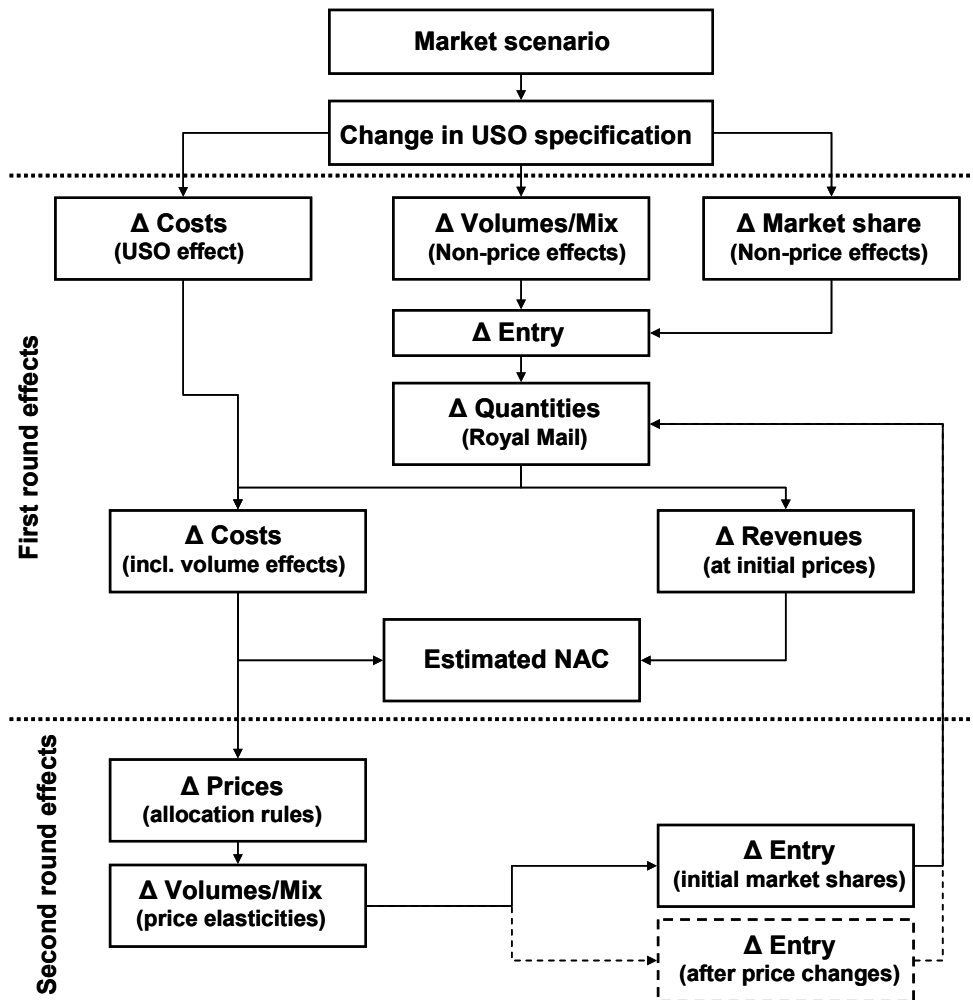 Market scenario
Change in USO specification
First round effects
Δ Costs
(USO effect)
Δ Volumes/Mix
(Non-price effects)
Δ Market share
(Non-price effects)
Δ Entry
Δ Quantities
(Royal Mail)
Δ Costs
(incl. volume effects)
Δ Revenues
(at initial prices)
Estimated NAC
Second round effects
Δ Prices
(allocation rules)
Δ Volumes/Mix
(price elasticities)
Δ Entry
(initial market shares)
Δ Entry
(after price changes)